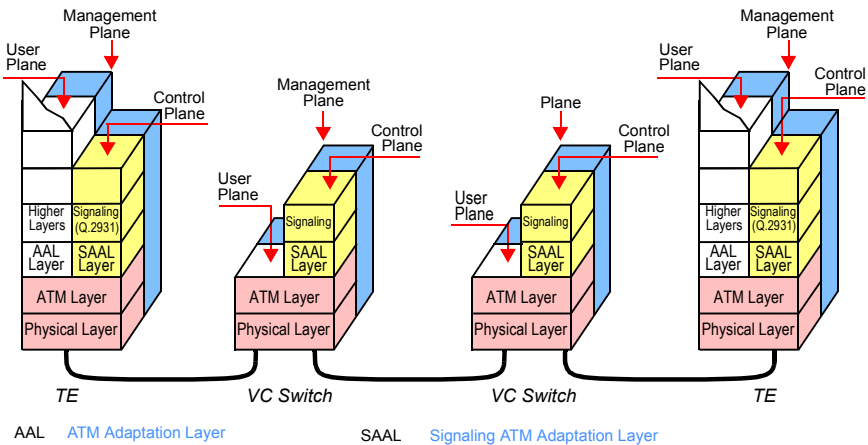 Management
Plane
User
Plane
Control
Plane
Higher
Layers
Signaling
(Q.2931)
AAL
Layer
SAAL
Layer
ATM Layer
Physical Layer
TE
Management
Plane
Control
Plane
User
Plane
Signaling
SAAL
Layer
ATM Layer
Physical Layer
VC Switch
Plane
Control
Plane
User
Plane
Signaling
SAAL
Layer
ATM Layer
Physical Layer
VC Switch
Management
Plane
User
Plane
Control
Plane
Higher
Layers
Signaling
(Q.2931)
AAL
Layer
SAAL
Layer
ATM Layer
Physical Layer
TE
AAL ATM Adaptation Layer
SAAL Signaling ATM Adaptation Layer